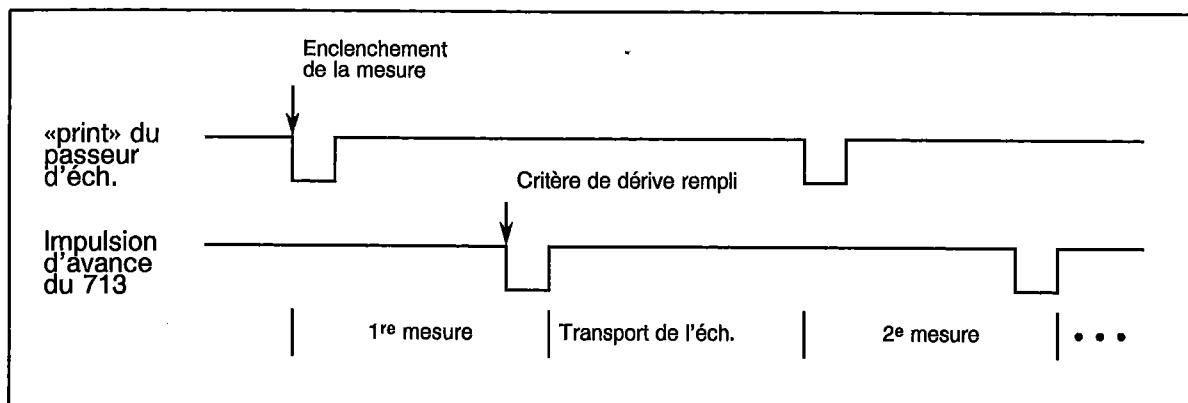 Enclenchement
de la mesure
«print» du
passeur
d'éch.
Critère de dérive rempli
Impulsion
d'avance
du 713
1re mesure
Transport de l'éch.
2e mesure
• • •